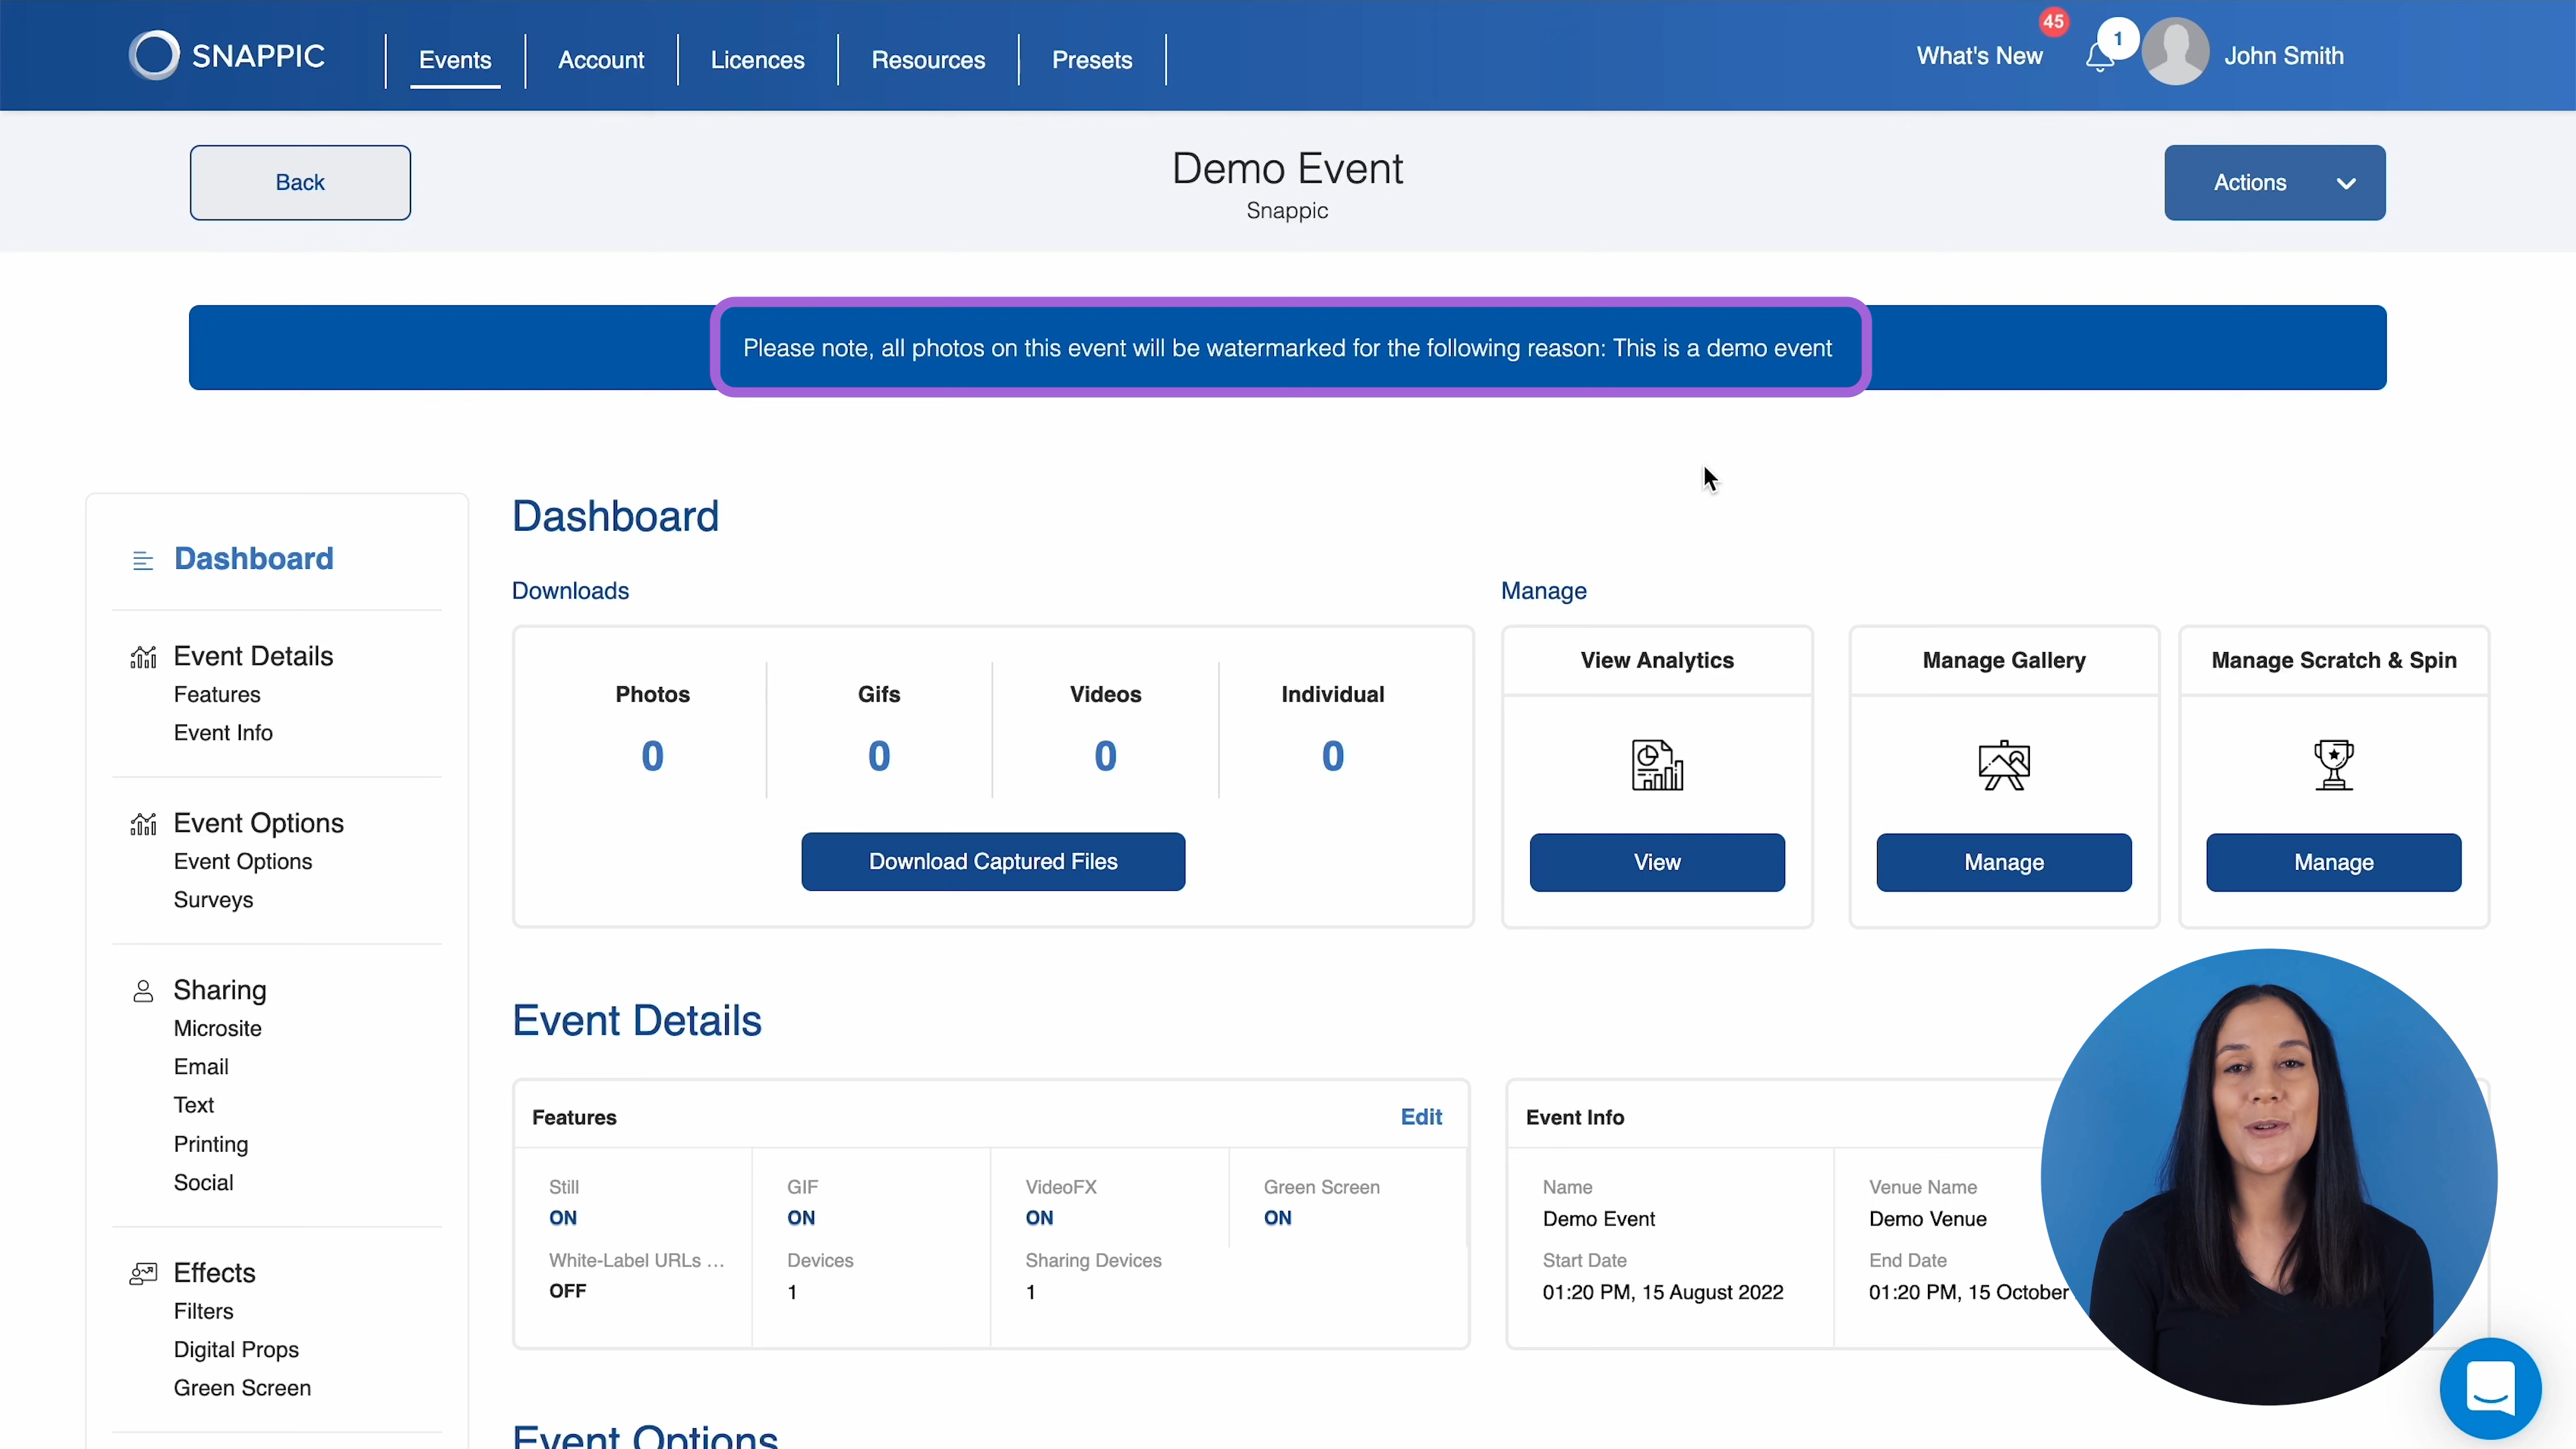 SNAPPIC
Events
Account
Licences
Resources
Presets
What's New
45
1
John Smith
Back
Demo Event
Snappic
Actions
Please note, all photos on this event will be watermarked for the following reason: This is a demo event
Dashboard
Event Details
Features
Event Info
Event Options
Event Options
Surveys
Sharing
Microsite
Email
Text
Printing
Social
Effects
Filters
Digital Props
Green Screen
Dashboard
Downloads
Photos
0
Gifs
0
Videos
0
Individual
0
Download Captured Files
Manage
View Analytics
View
Manage Gallery
Manage
Manage Scratch & Spin
Manage
Event Details
Features
Edit
Still
ON
GIF
ON
VideoFX
ON
Green Screen
ON
White-Label URLs ...
OFF
Devices
1
Sharing Devices
1
Event Info
Name
Demo Event
Venue Name
Demo Venue
Start Date
01:20 PM, 15 August 2022
End Date
01:20 PM, 15 October
Event Options